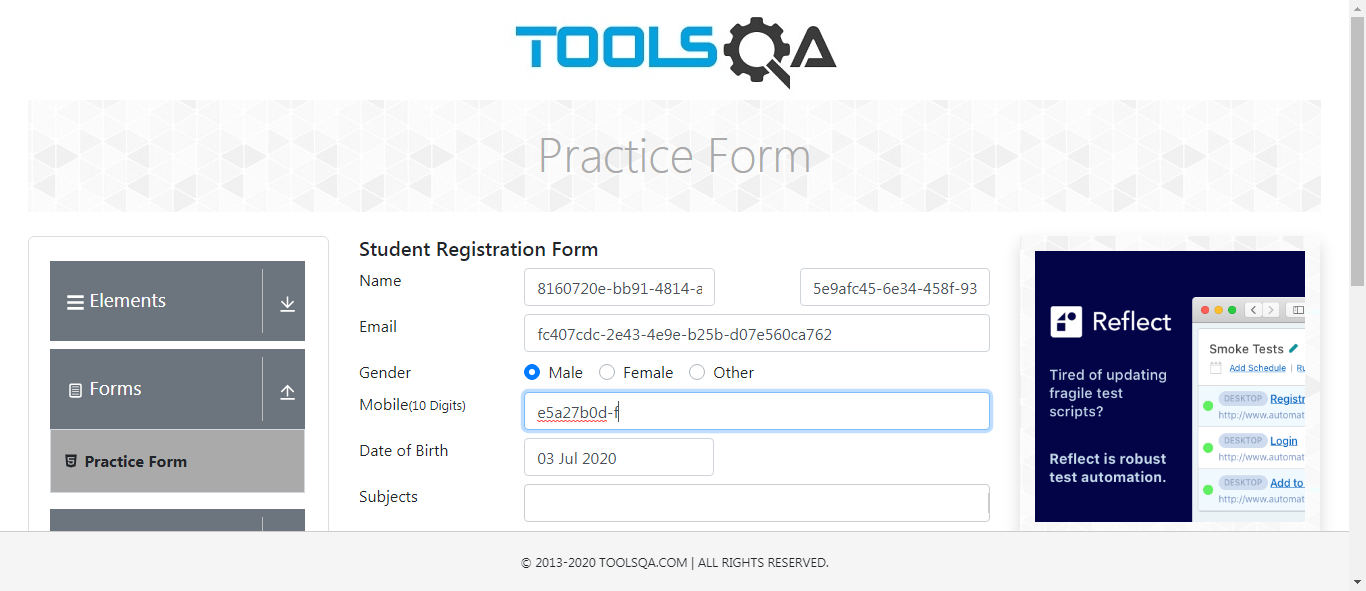 TOOLSQA
Practice Form
Elements
Forms
Practice Form
Student Registration Form
Name
8160720e-bb91-4814-a
5e9afc45-6e34-458f-93
Email
fc407cdc-2e43-4e9e-b25b-d07e560ca762
Gender
Male
Female
Other
Mobile(10 Digits)
e5a27b0d-f
Date of Birth
03 Jul 2020
Subjects
Reflect
Tired of updating
fragile test
scripts?
Reflect is robust
test automation.
Smoke Tests
Add Schedule | Ru
DESKTOP Registr
http://www.automat
DESKTOP Login
http://www.automat
DESKTOP Add to
http://www.automat
© 2013-2020 TOOLSQA.COM | ALL RIGHTS RESERVED.